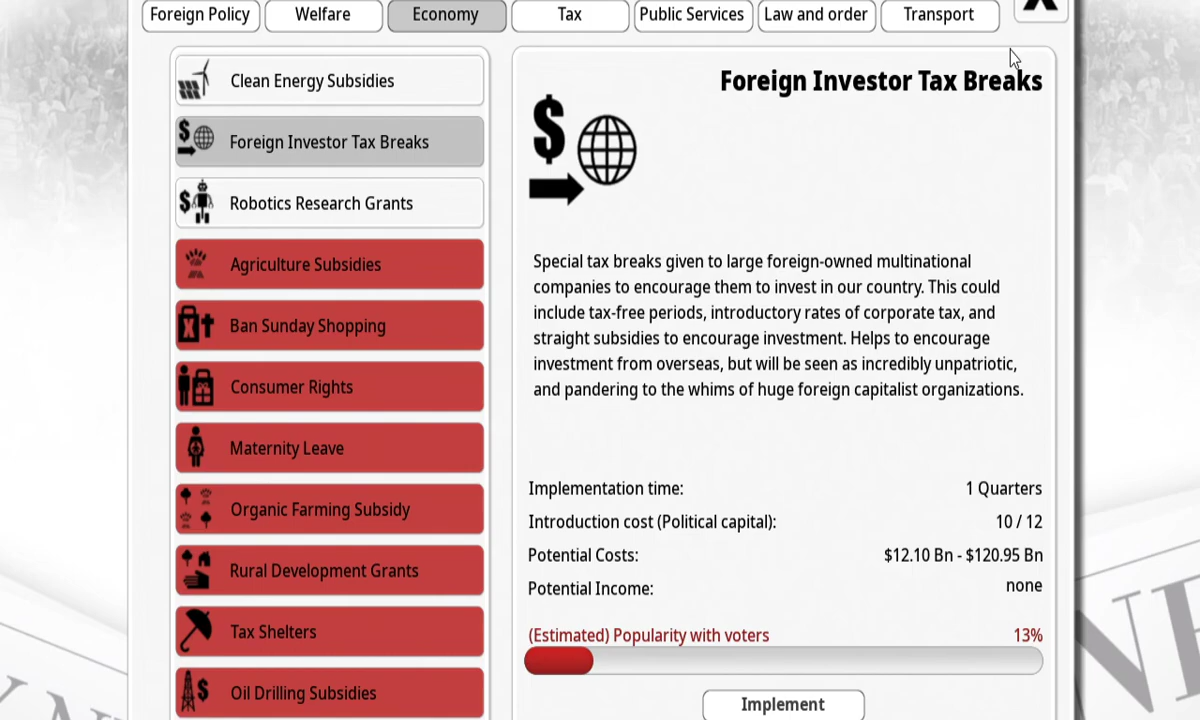 Foreign Policy
Welfare
Economy
Tax
Public Services
Law and order
Transport
X
Clean Energy Subsidies
Foreign Investor Tax Breaks
Robotics Research Grants
Agriculture Subsidies
Ban Sunday Shopping
Consumer Rights
Maternity Leave
Organic Farming Subsidy
Rural Development Grants
Tax Shelters
Oil Drilling Subsidies
Foreign Investor Tax Breaks
Special tax breaks given to large foreign-owned multinational
companies to encourage them to invest in our country. This could
include tax-free periods, introductory rates of corporate tax, and
straight subsidies to encourage investment. Helps to encourage
investment from overseas, but will be seen as incredibly unpatriotic,
and pandering to the whims of huge foreign capitalist organizations.
Implementation time: 1 Quarters
Introduction cost (Political capital): 10 / 12
Potential Costs: $12.10 Bn - $120.95 Bn
Potential Income: none
(Estimated) Popularity with voters 13%
Implement